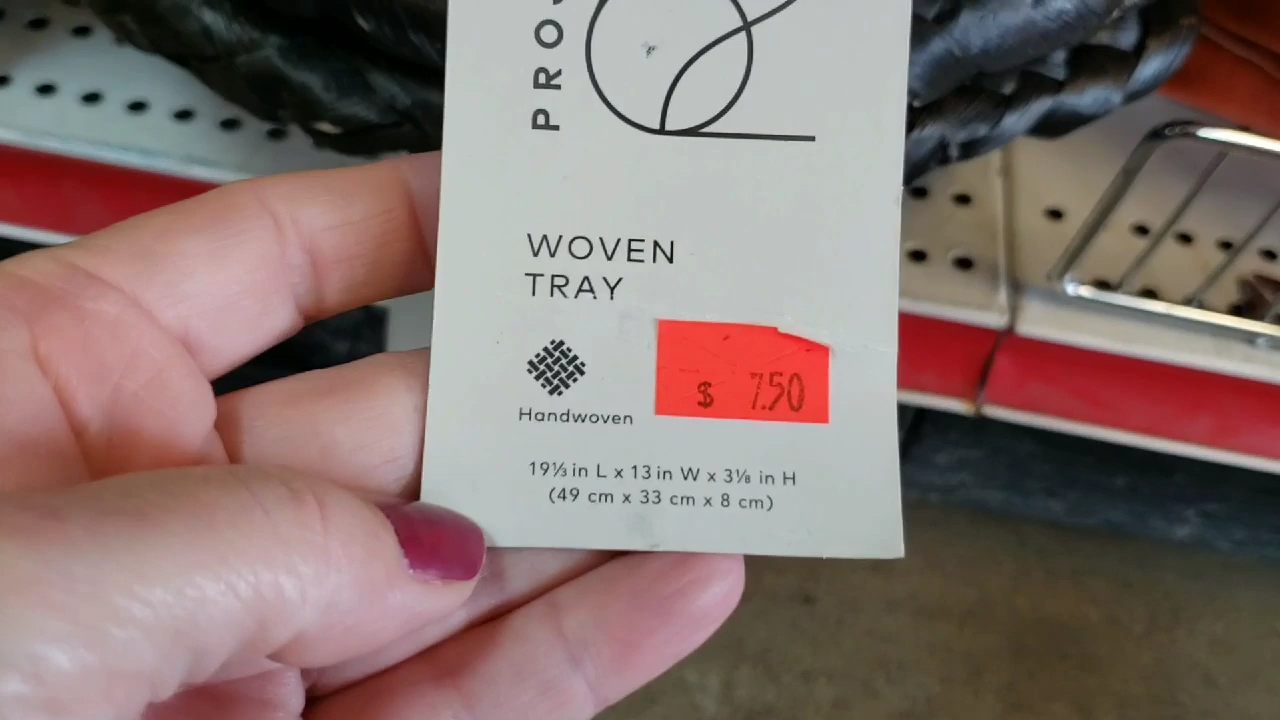 WOVEN
TRAY
Handwoven
$ 7.50
19⅓ in L x 13 in W x 3⅛ in H
(49 cm x 33 cm x 8 cm)